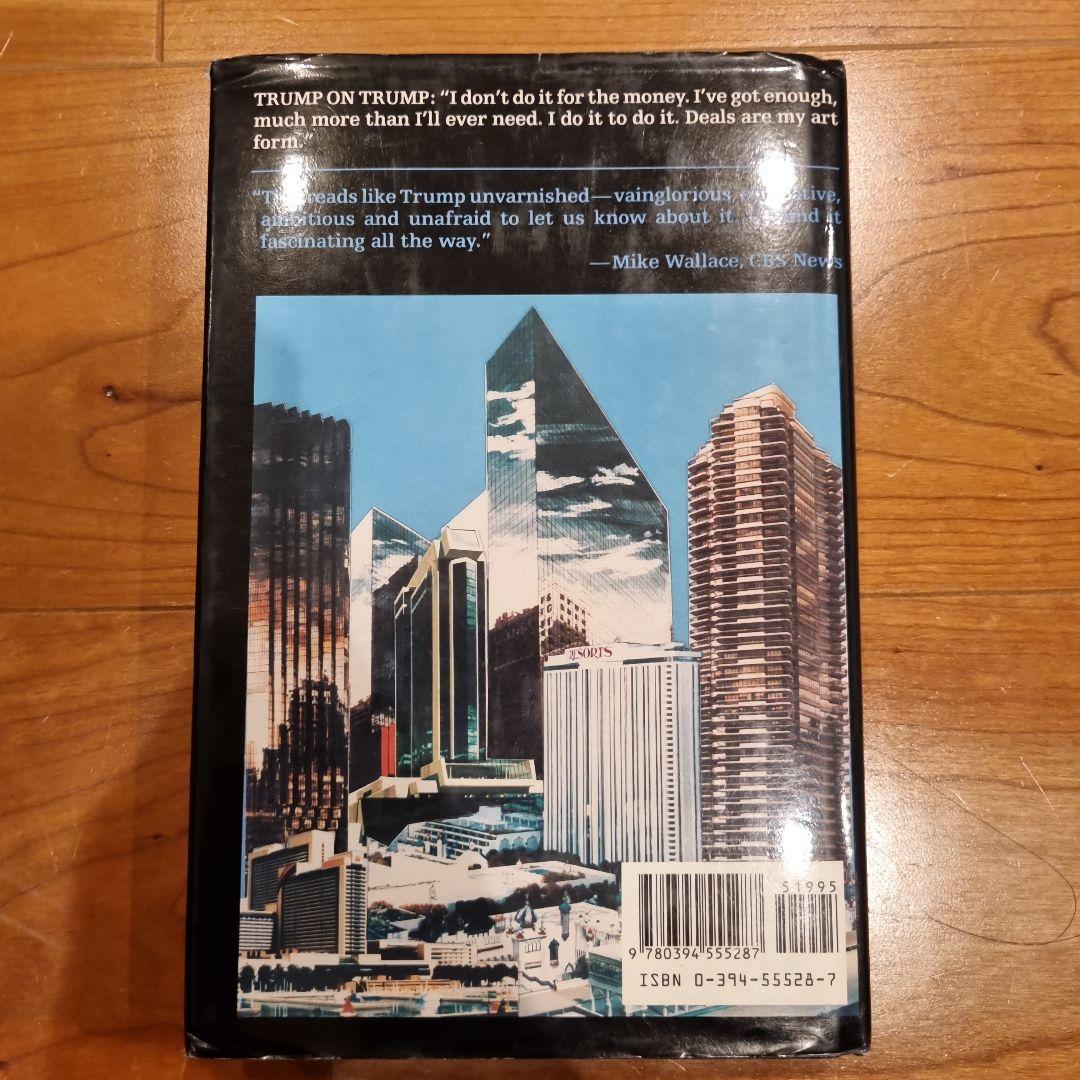 TRUMP ON TRUMP: “I don’t do it for the money. I’ve got enough,
much more than I’ll ever need. I do it to do it. Deals are my art
form.”
reads like Trump unvarnished—vainglorious,
ambitious and unafraid to let us know about it. it
fascinating all the way.”
—Mike Wallace, CBS News
51995
9 780394 555287
ISBN 0-394-55528-7